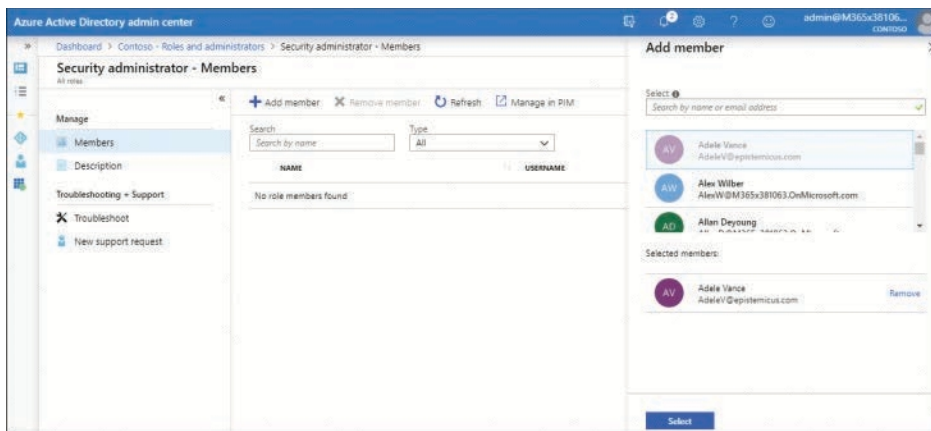 Azure Active Directory admin center
2
?
admin@M365x38106...
CONTOSO
Dashboard > Contoso - Roles and administrators > Security administrator - Members
Security administrator - Members
All roles
Manage
Members
Description
Troubleshooting + Support
Troubleshoot
New support request
Add member
Remove member
Refresh
Manage in PIM
Search
Search by name
Type
All
NAME
USERNAME
No role members found
Add member
Select
Search by name or email address
AV
Adele Vance
AdeleV@epistemicus.com
AW
Alex Wilber
AlexW@M365x381063.OnMicrosoft.com
AD
Allan Deyoung
Selected members:
AV
Adele Vance
AdeleV@epistemicus.com
Remove
Select